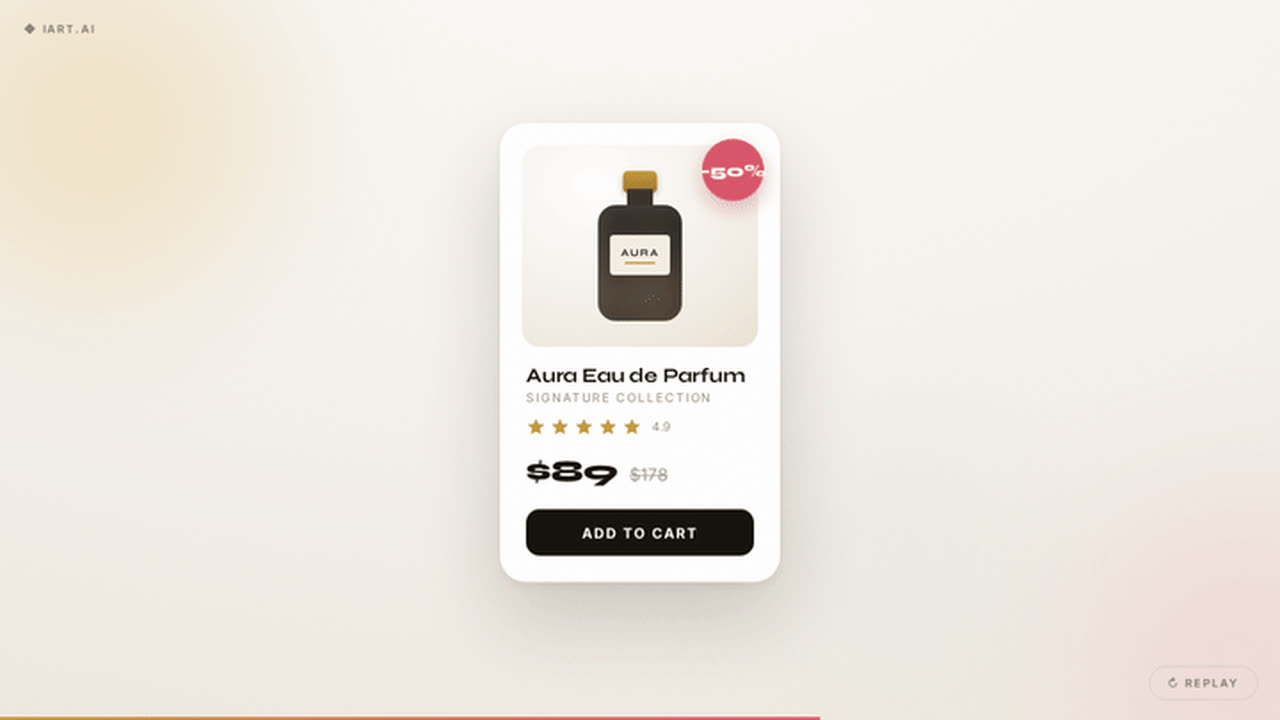 ◆ IART.AI
-50%
AURA
Aura Eau de Parfum
SIGNATURE COLLECTION
★★★★★ 4.9
$89 $178
ADD TO CART
↻ REPLAY